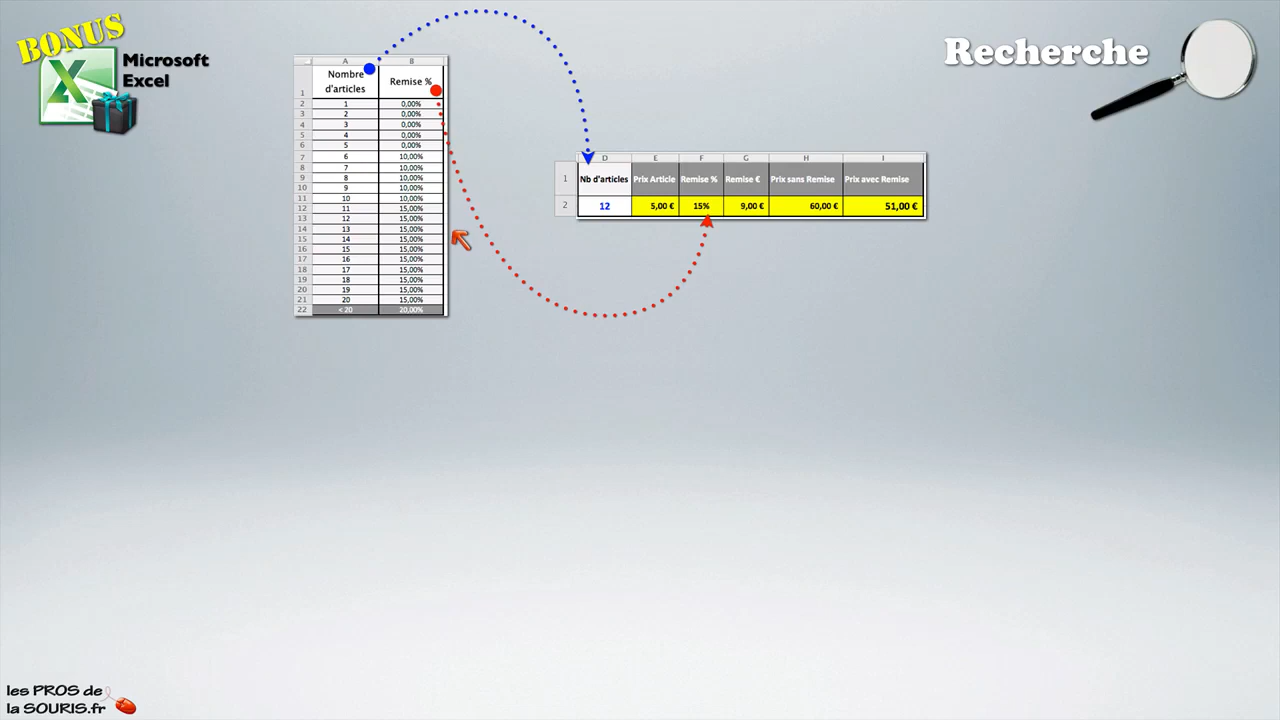 BONUS
Microsoft
Excel
Recherche
A B
1 Nombre d'articles Remise %
2 1 0,00%
3 2 0,00%
4 3 0,00%
5 4 0,00%
6 5 0,00%
7 6 10,00%
8 7 10,00%
9 8 10,00%
10 9 10,00%
11 10 10,00%
12 11 15,00%
13 12 15,00%
14 13 15,00%
15 14 15,00%
16 15 15,00%
17 16 15,00%
18 17 15,00%
19 18 15,00%
20 19 15,00%
21 20 15,00%
22 < 20 20,00%
D E F G H I
1 Nb d'articles Prix Article Remise % Remise € Prix sans Remise Prix avec Remise
2 12 5,00 € 15% 9,00 € 60,00 € 51,00 €
les PROS de
la SOURIS.fr